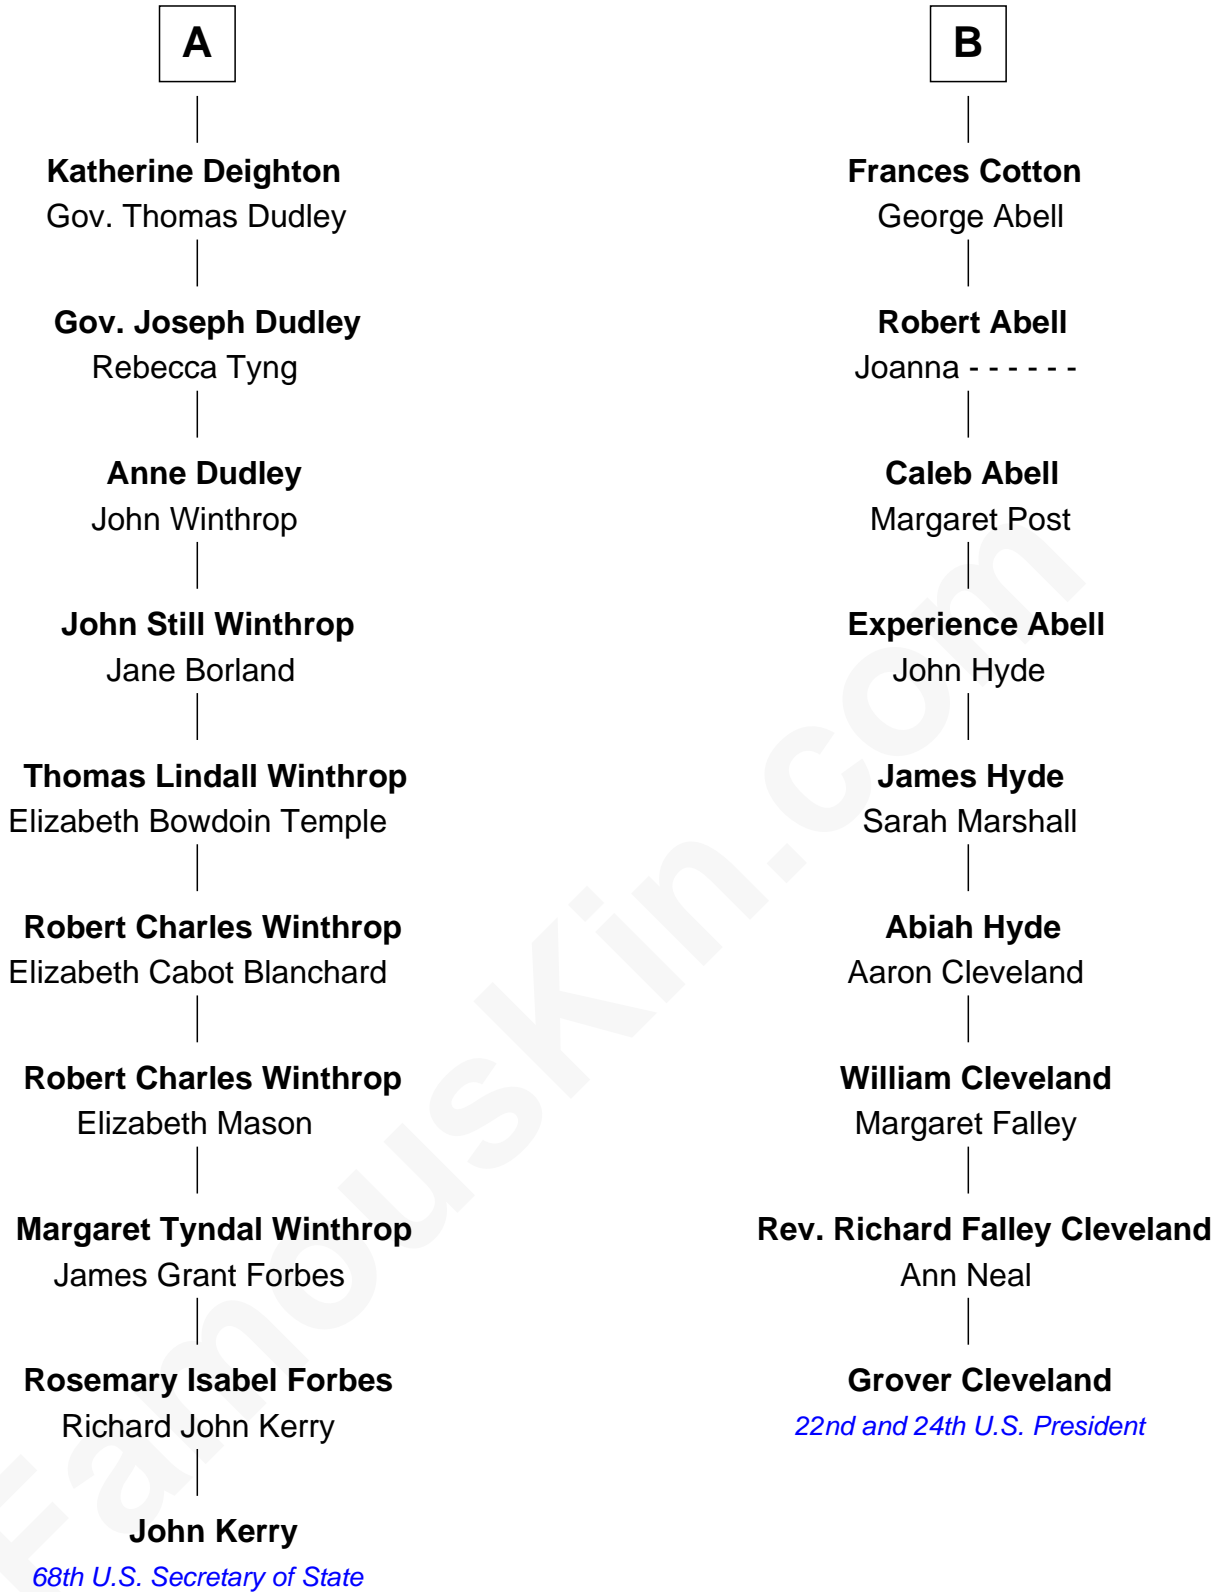 A
Katherine Deighton
Gov. Thomas Dudley
Gov. Joseph Dudley
Rebecca Tyng
Anne Dudley
John Winthrop
John Still Winthrop
Jane Borland
Thomas Lindall Winthrop
Elizabeth Bowdoin Temple
Robert Charles Winthrop
Elizabeth Cabot Blanchard
Robert Charles Winthrop
Elizabeth Mason
Margaret Tyndal Winthrop
James Grant Forbes
Rosemary Isabel Forbes
Richard John Kerry
John Kerry
68th U.S. Secretary of State
B
Frances Cotton
George Abell
Robert Abell
Joanna - - - - - -
Caleb Abell
Margaret Post
Experience Abell
John Hyde
James Hyde
Sarah Marshall
Abiah Hyde
Aaron Cleveland
William Cleveland
Margaret Falley
Rev. Richard Falley Cleveland
Ann Neal
Grover Cleveland
22nd and 24th U.S. President
FamousKin.com